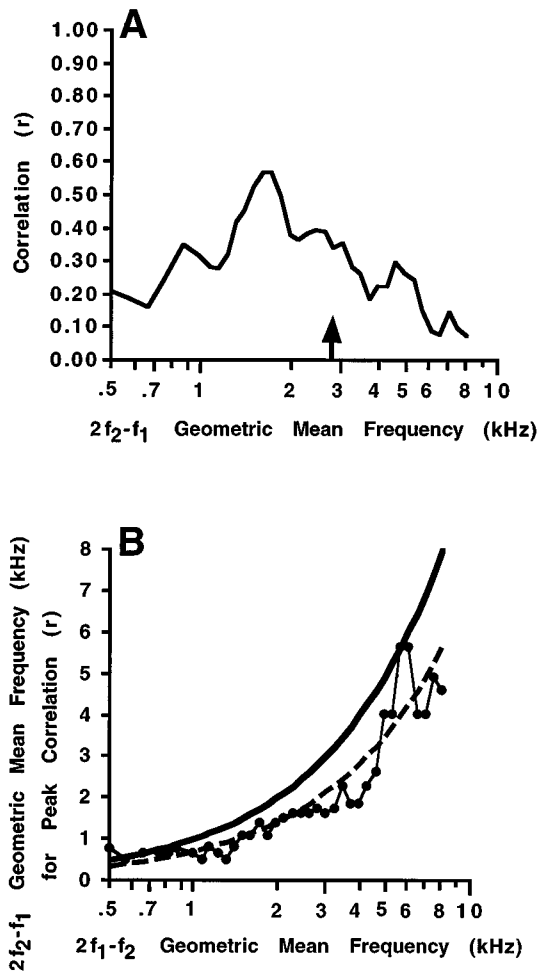 A
Correlation (r)
1.00
0.90
0.80
0.70
0.60
0.50
0.40
0.30
0.20
0.10
0.00
.5 .7 1 2 3 4 5 6 8 10
2f2-f1 Geometric Mean Frequency (kHz)
B
2f2-f1 Geometric Mean Frequency (kHz)
for Peak Correlation (r)
8
7
6
5
4
3
2
1
0
.5 .7 1 2 3 4 5 6 8 10
2f1-f2 Geometric Mean Frequency (kHz)